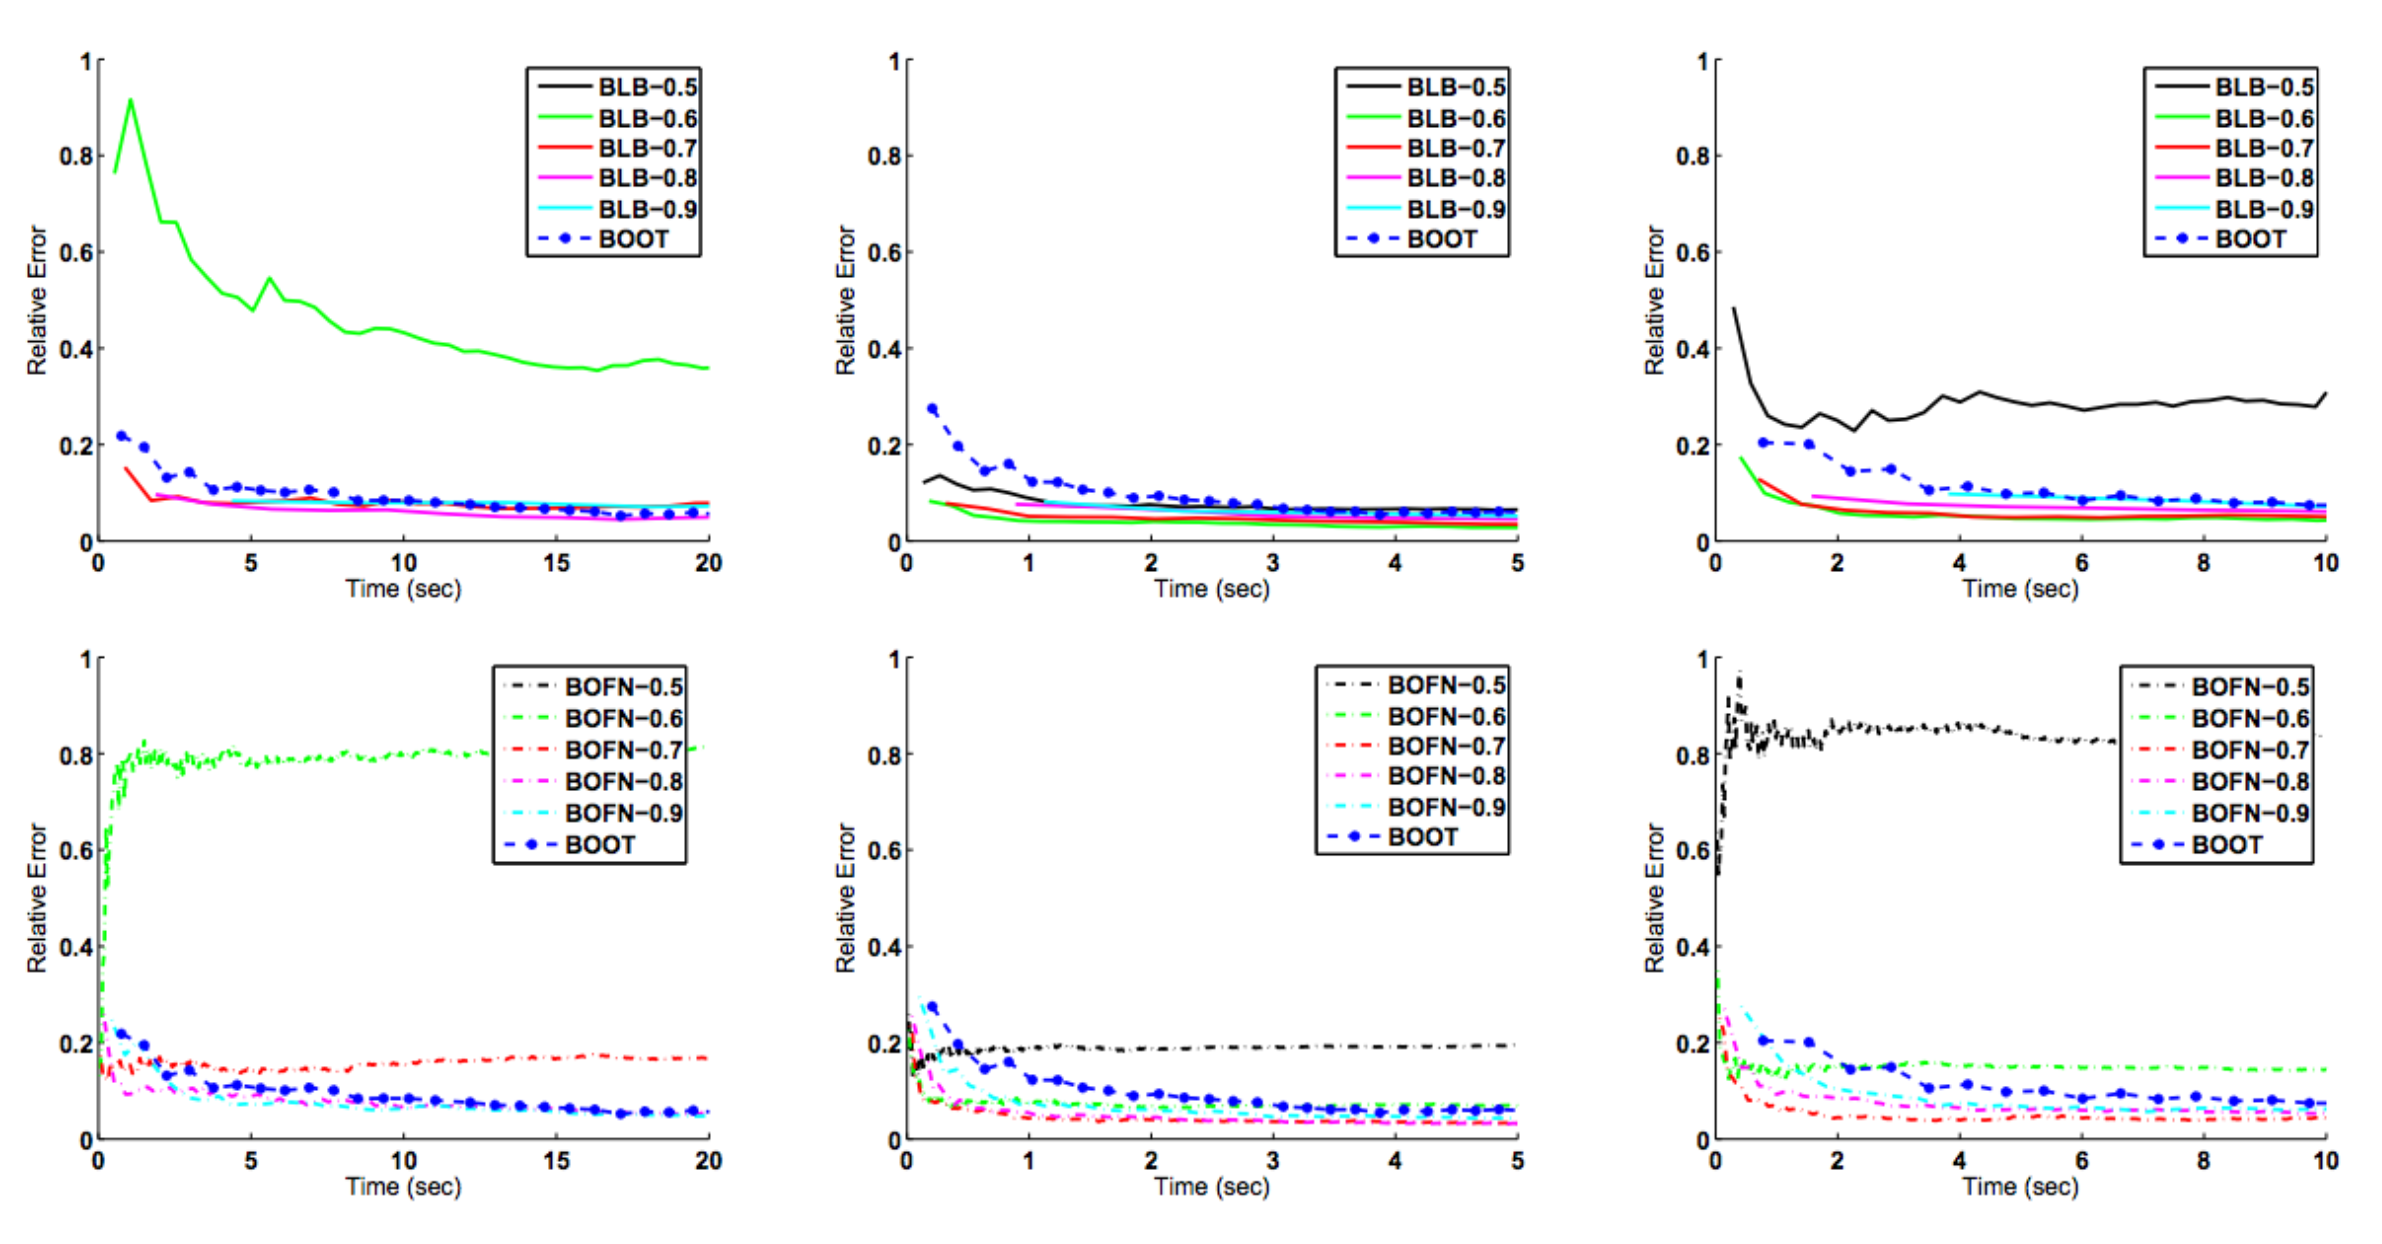 1
0.8
0.6
0.4
0.2
0
0 5 10 15 20
Relative Error
Time (sec)
BLB−0.5
BLB−0.6
BLB−0.7
BLB−0.8
BLB−0.9
BOOT
1
0.8
0.6
0.4
0.2
0
0 1 2 3 4 5
Relative Error
Time (sec)
BLB−0.5
BLB−0.6
BLB−0.7
BLB−0.8
BLB−0.9
BOOT
1
0.8
0.6
0.4
0.2
0
0 2 4 6 8 10
Relative Error
Time (sec)
BLB−0.5
BLB−0.6
BLB−0.7
BLB−0.8
BLB−0.9
BOOT
1
0.8
0.6
0.4
0.2
0
0 5 10 15 20
Relative Error
Time (sec)
BOFN−0.5
BOFN−0.6
BOFN−0.7
BOFN−0.8
BOFN−0.9
BOOT
1
0.8
0.6
0.4
0.2
0
0 1 2 3 4 5
Relative Error
Time (sec)
BOFN−0.5
BOFN−0.6
BOFN−0.7
BOFN−0.8
BOFN−0.9
BOOT
1
0.8
0.6
0.4
0.2
0
0 2 4 6 8 10
Relative Error
Time (sec)
BOFN−0.5
BOFN−0.6
BOFN−0.7
BOFN−0.8
BOFN−0.9
BOOT